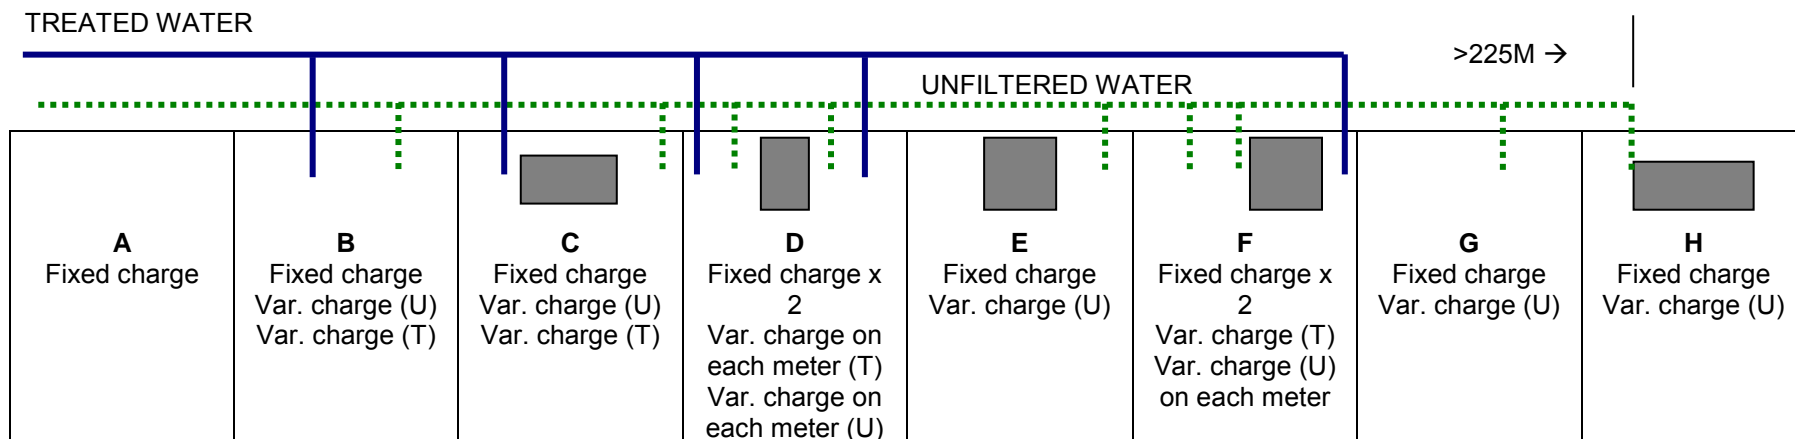 TREATED WATER
>225M →
UNFILTERED WATER
A
Fixed charge
B
Fixed charge
Var. charge (U)
Var. charge (T)
C
Fixed charge
Var. charge (U)
Var. charge (T)
D
Fixed charge x
2
Var. charge on
each meter (T)
Var. charge on
each meter (U)
E
Fixed charge
Var. charge (U)
F
Fixed charge x
2
Var. charge (T)
Var. charge (U)
on each meter
G
Fixed charge
Var. charge (U)
H
Fixed charge
Var. charge (U)